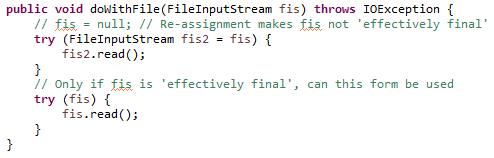 public void doWithFile(FileInputStream fis) throws IOException {
    // fis = null; // Re-assignment makes fis not 'effectively final'
    try (FileInputStream fis2 = fis) {
        fis2.read();
    }
    // Only if fis is 'effectively final', can this form be used
    try (fis) {
        fis.read();
    }
}